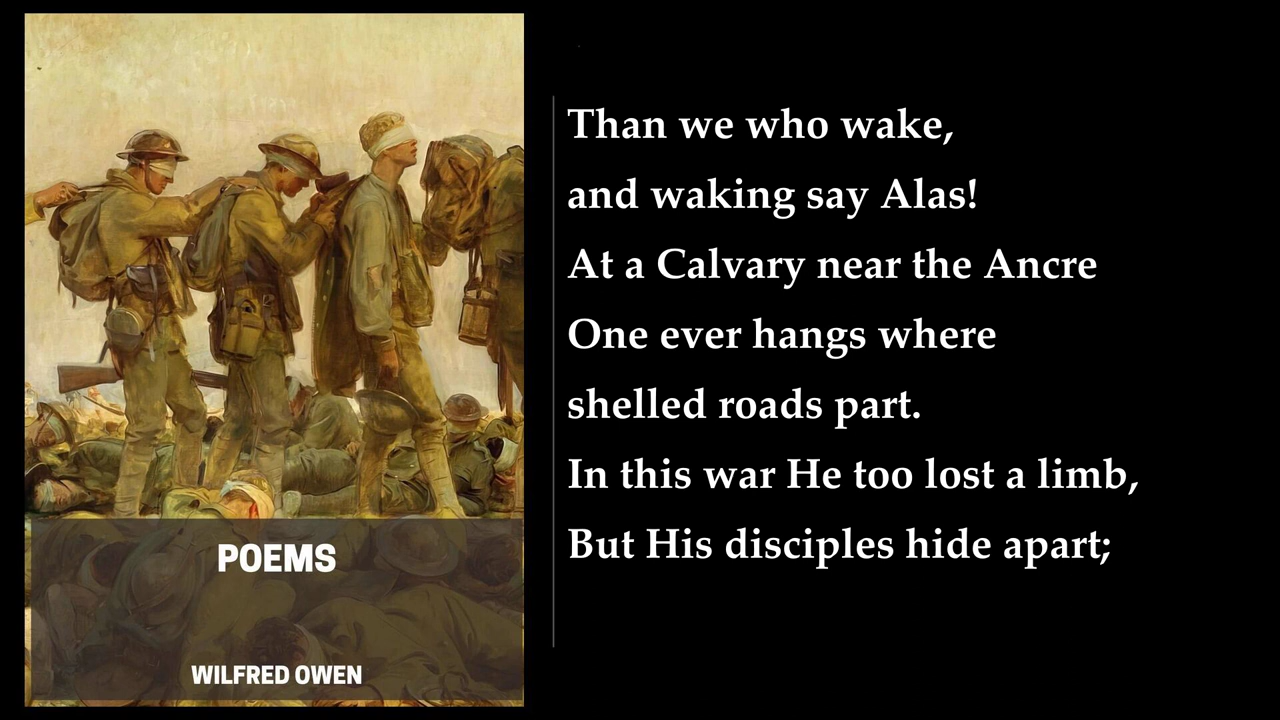 POEMS
WILFRED OWEN
Than we who wake,
and waking say Alas!
At a Calvary near the Ancre
One ever hangs where
shelled roads part.
In this war He too lost a limb,
But His disciples hide apart;